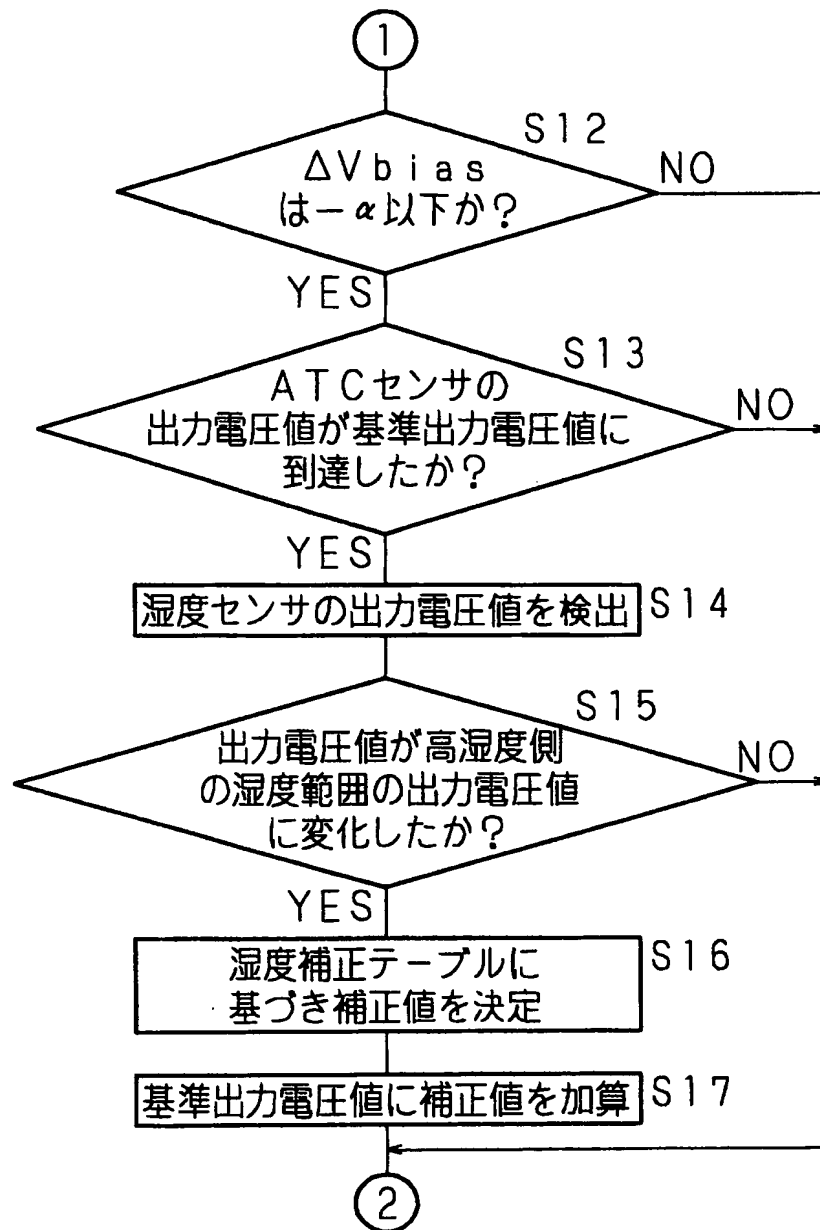 1
S12
ΔVbias
は－α以下か？
NO
YES
S13
ATCセンサの
出力電圧値が基準出力電圧値に
到達したか？
NO
YES
湿度センサの出力電圧値を検出
S14
S15
出力電圧値が高湿度側
の湿度範囲の出力電圧値
に変化したか？
NO
YES
湿度補正テーブルに
基づき補正値を決定
S16
基準出力電圧値に補正値を加算
S17
2